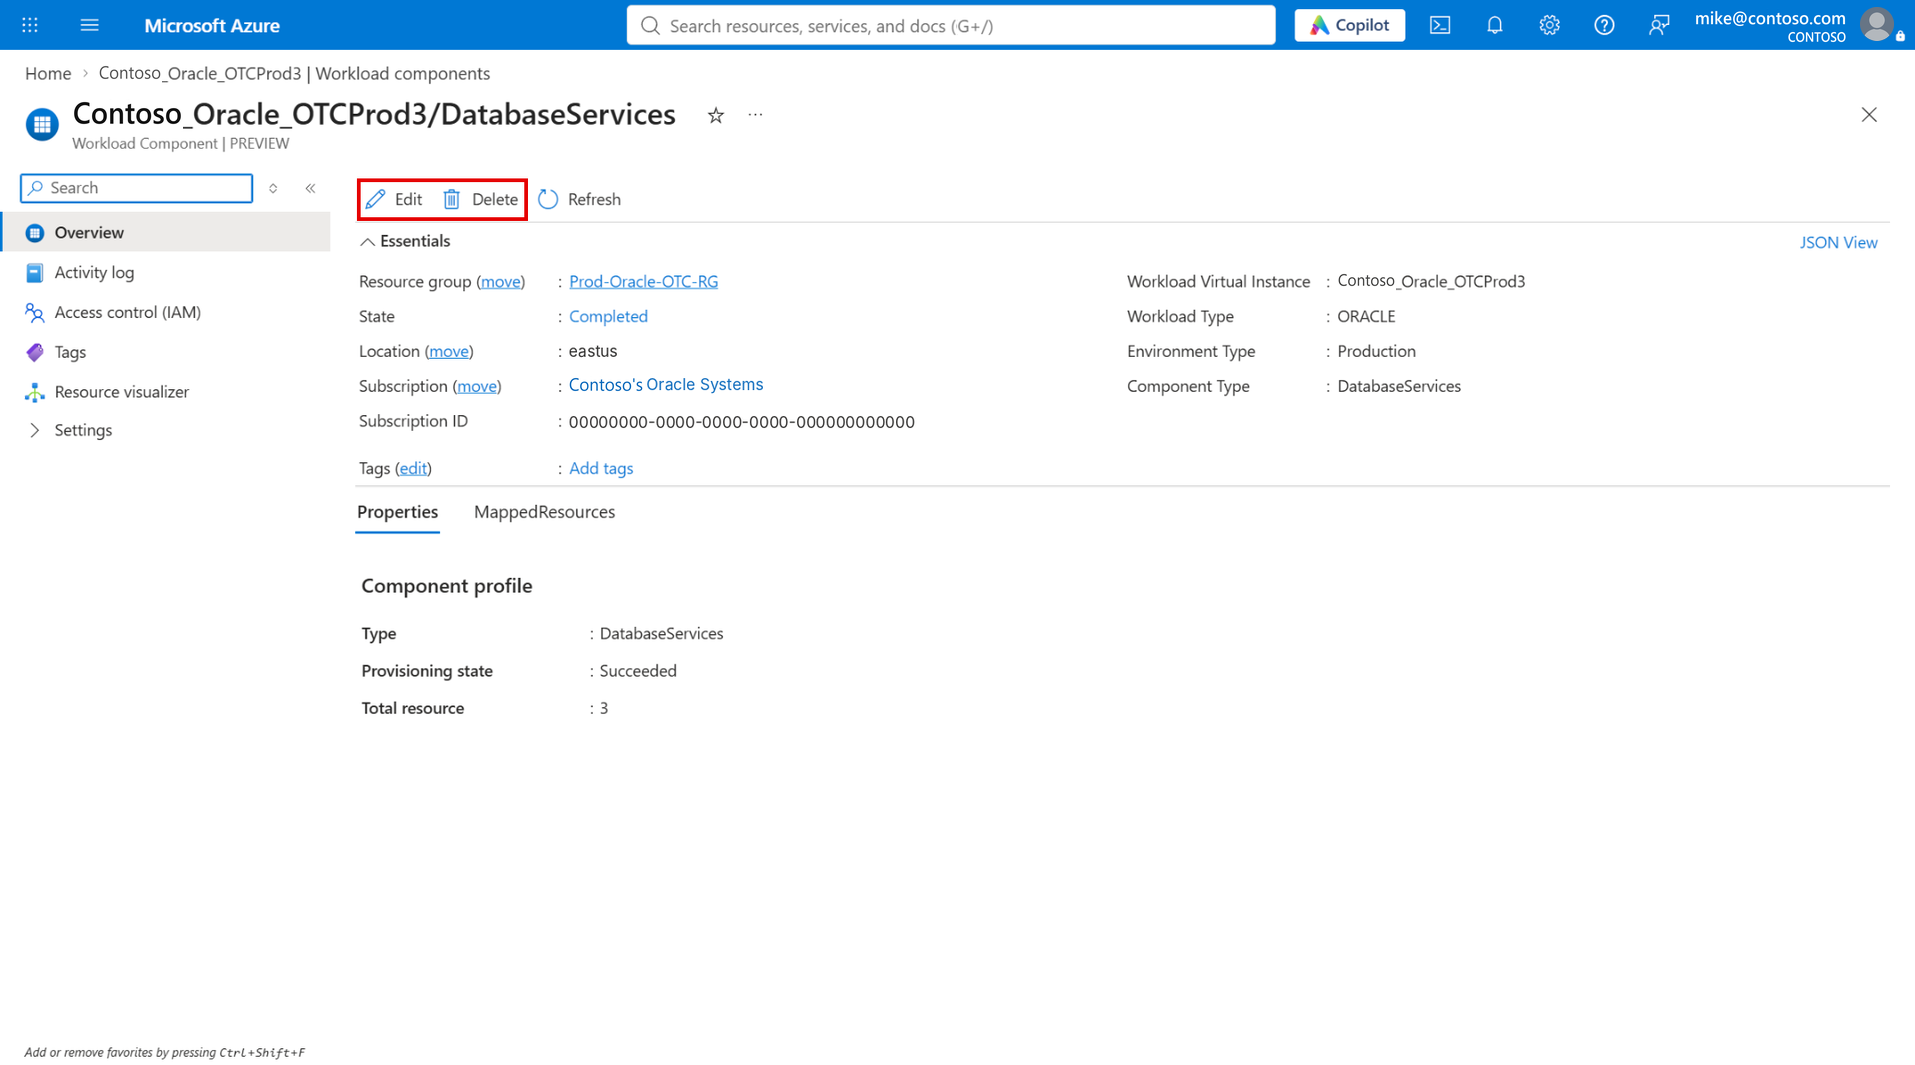 Microsoft Azure
Search resources, services, and docs (G+/)
Copilot
mike@contoso.com
CONTOSO
Home > Contoso_Oracle_OTCProd3 | Workload components
Contoso_Oracle_OTCProd3/DatabaseServices
Workload Component | PREVIEW
Search
Overview
Activity log
Access control (IAM)
Tags
Resource visualizer
Settings
Edit Delete Refresh
Essentials
JSON View
Resource group (move) : Prod-Oracle-OTC-RG
State : Completed
Location (move) : eastus
Subscription (move) : Contoso's Oracle Systems
Subscription ID : 00000000-0000-0000-0000-000000000000
Tags (edit) : Add tags
Workload Virtual Instance : Contoso_Oracle_OTCProd3
Workload Type : ORACLE
Environment Type : Production
Component Type : DatabaseServices
Properties MappedResources
Component profile
Type : DatabaseServices
Provisioning state : Succeeded
Total resource : 3
Add or remove favorites by pressing Ctrl+Shift+F